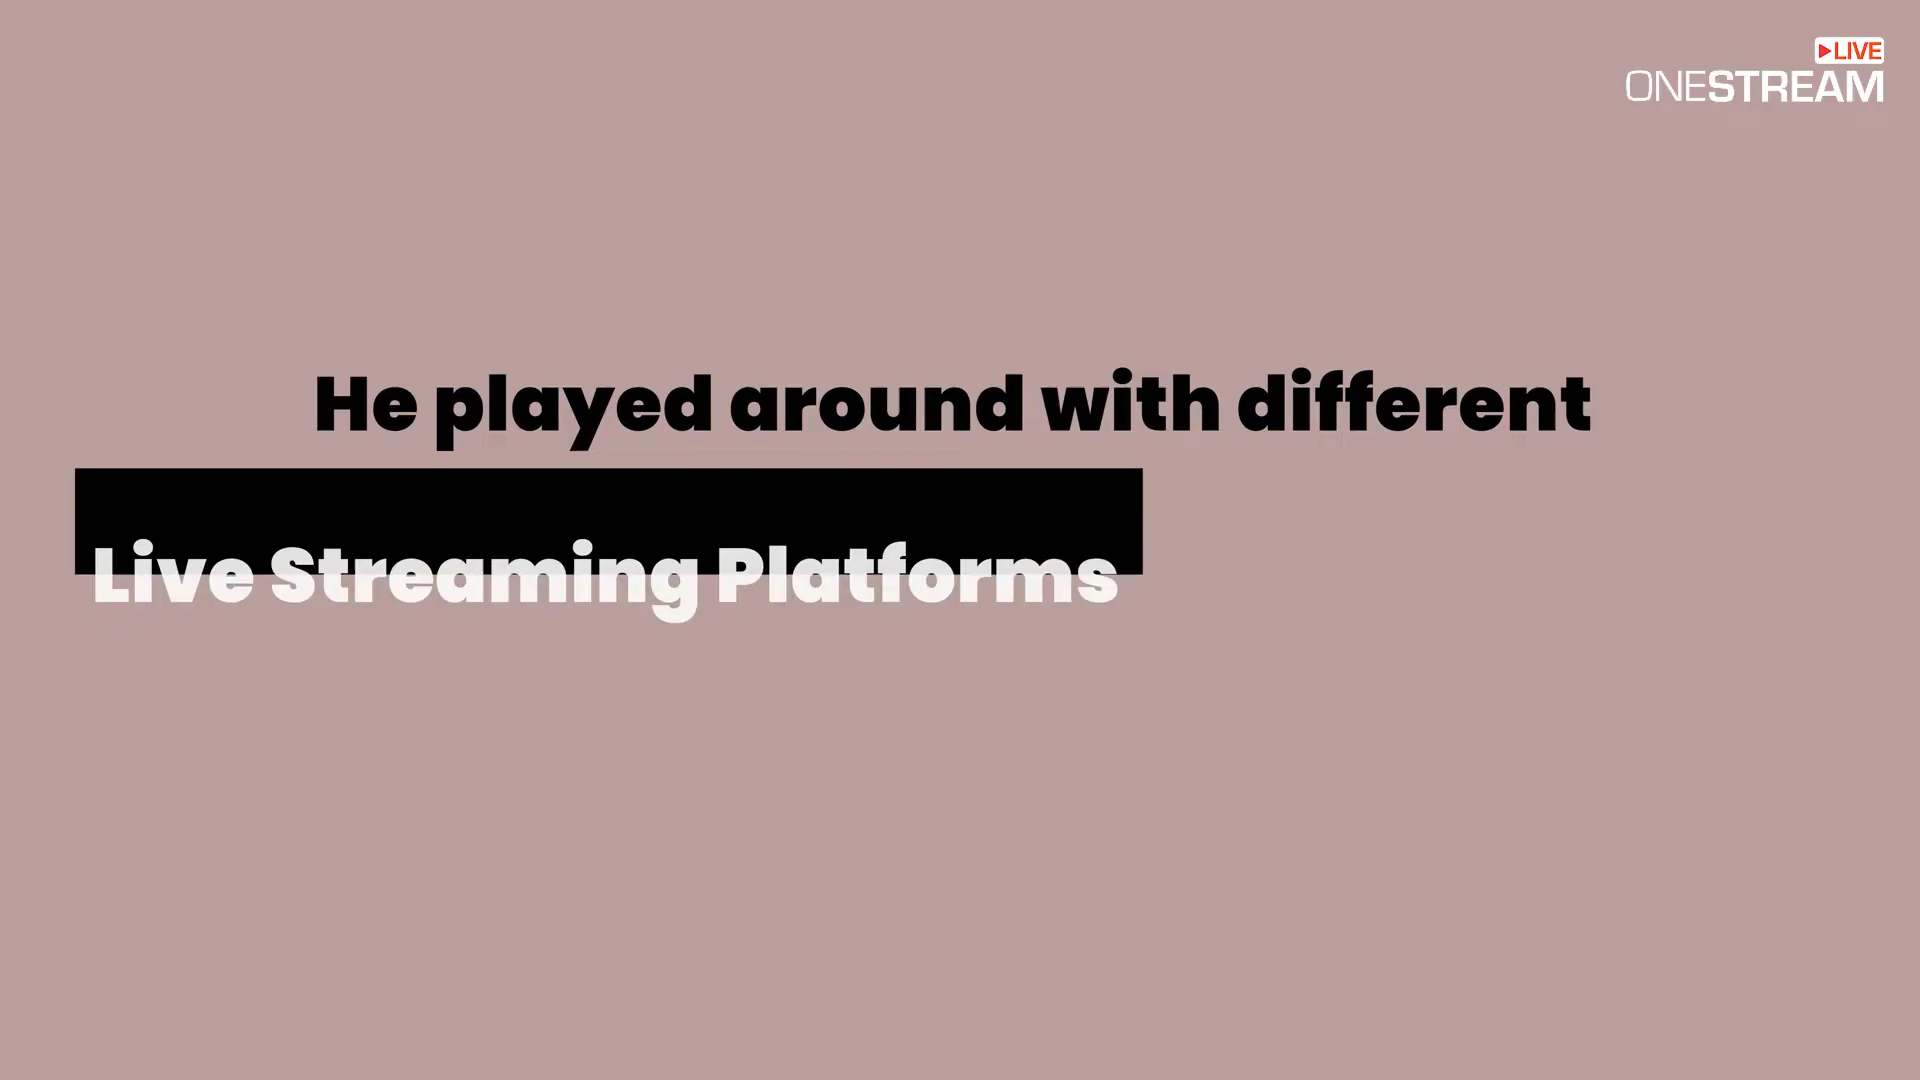 LIVE
ONESTREAM
He played around with different
Live Streaming Platforms